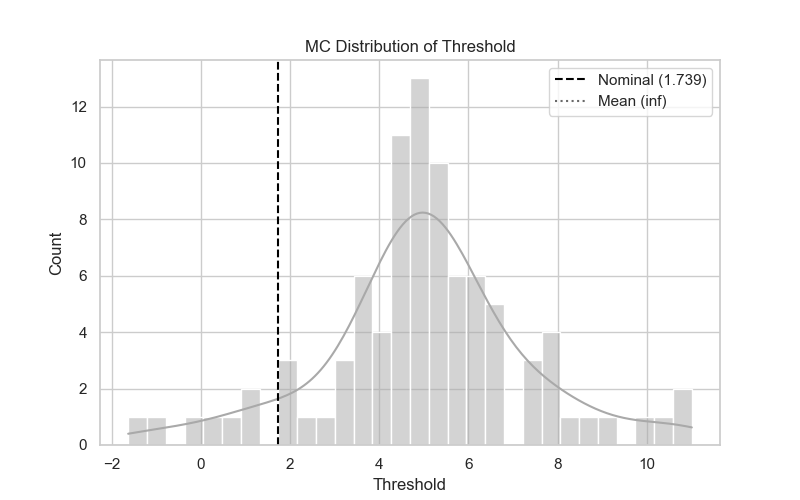 MC Distribution of Threshold
Nominal (1.739)
Mean (inf)
Count
12
10
8
6
4
2
0
−2
0
2
4
6
8
10
Threshold